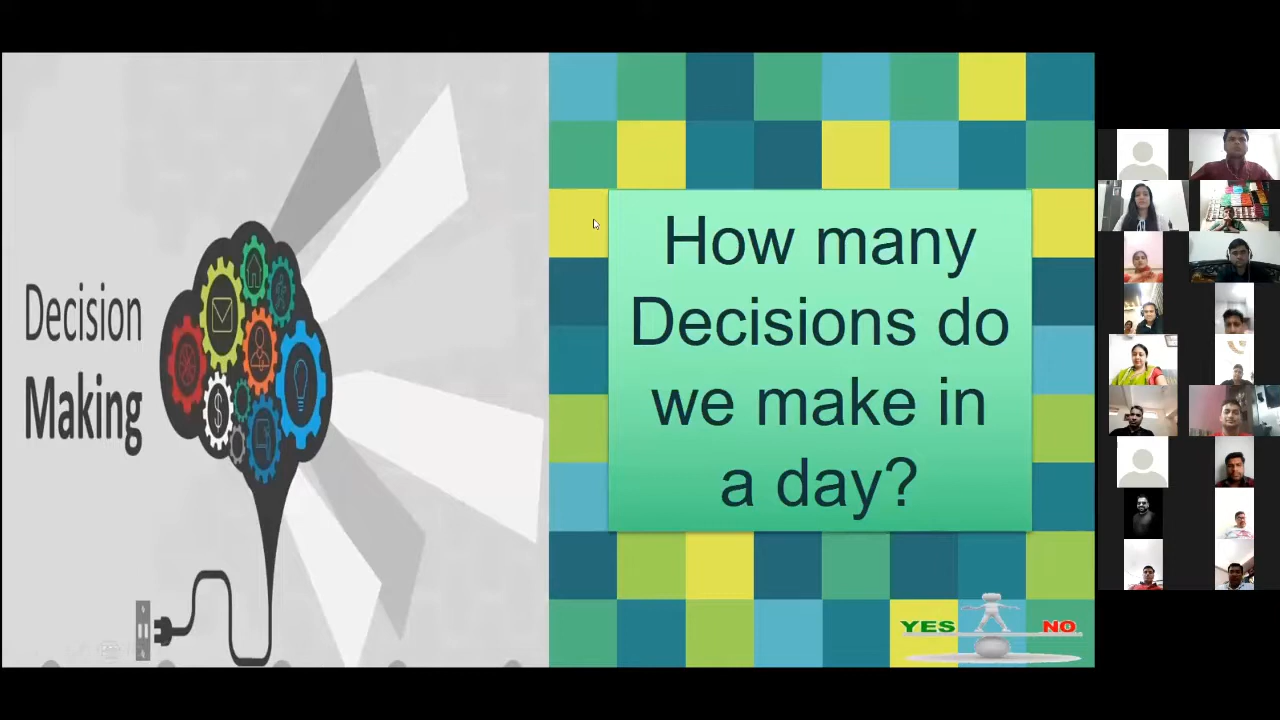 Decision
Making
How many
Decisions do
we make in
a day?
YES
NO
$